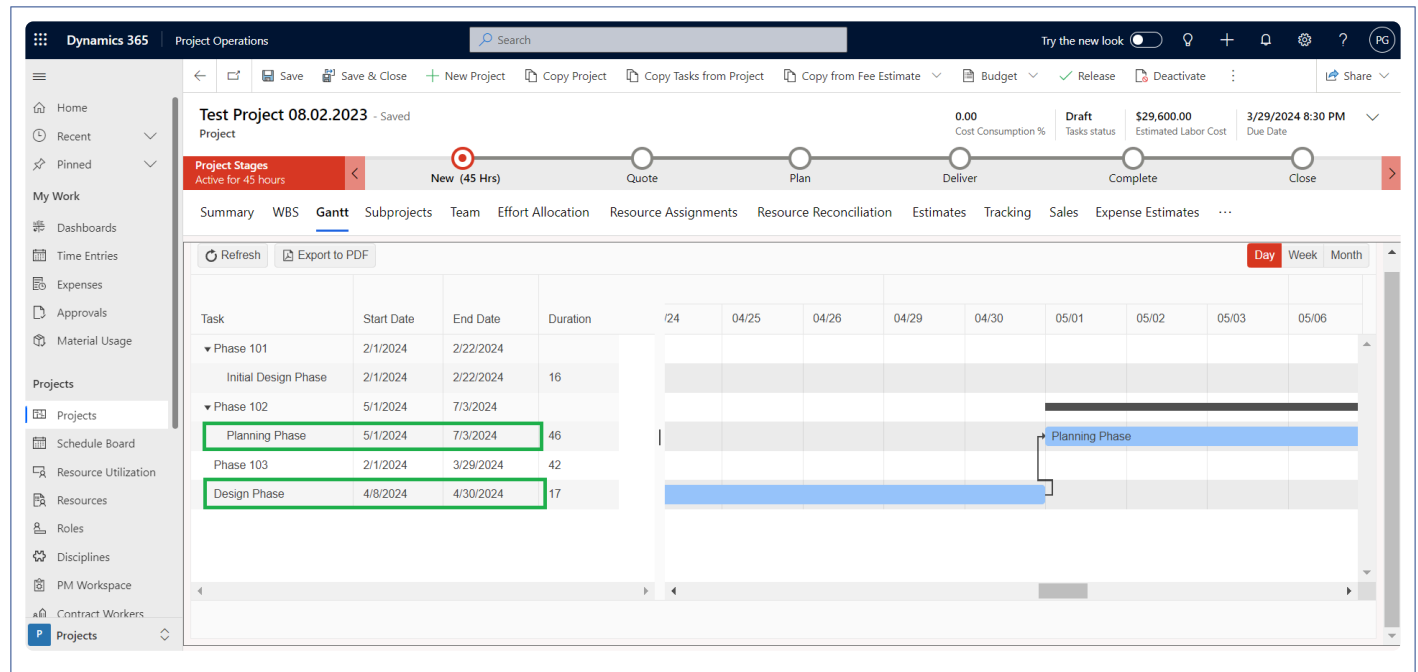 Dynamics 365 Project Operations Search Try the new look PG
Save Save & Close New Project Copy Project Copy Tasks from Project Copy from Fee Estimate Budget Release Deactivate Share
Home
Recent
Pinned
My Work
Dashboards
Time Entries
Expenses
Approvals
Material Usage
Projects
Projects
Schedule Board
Resource Utilization
Resources
Roles
Disciplines
PM Workspace
Contract Workers
P Projects
Test Project 08.02.2023 - Saved
Project
0.00 Draft $29,600.00 3/29/2024 8:30 PM
Cost Consumption % Tasks status Estimated Labor Cost Due Date
Project Stages
Active for 45 hours
New (45 Hrs) Quote Plan Deliver Complete Close
Summary WBS Gantt Subprojects Team Effort Allocation Resource Assignments Resource Reconciliation Estimates Tracking Sales Expense Estimates ...
Refresh Export to PDF Day Week Month
Task Start Date End Date Duration /24 04/25 04/26 04/29 04/30 05/01 05/02 05/03 05/06
Phase 101 2/1/2024 2/22/2024
Initial Design Phase 2/1/2024 2/22/2024 16
Phase 102 5/1/2024 7/3/2024
Planning Phase 5/1/2024 7/3/2024 46 Planning Phase
Phase 103 2/1/2024 3/29/2024 42
Design Phase 4/8/2024 4/30/2024 17